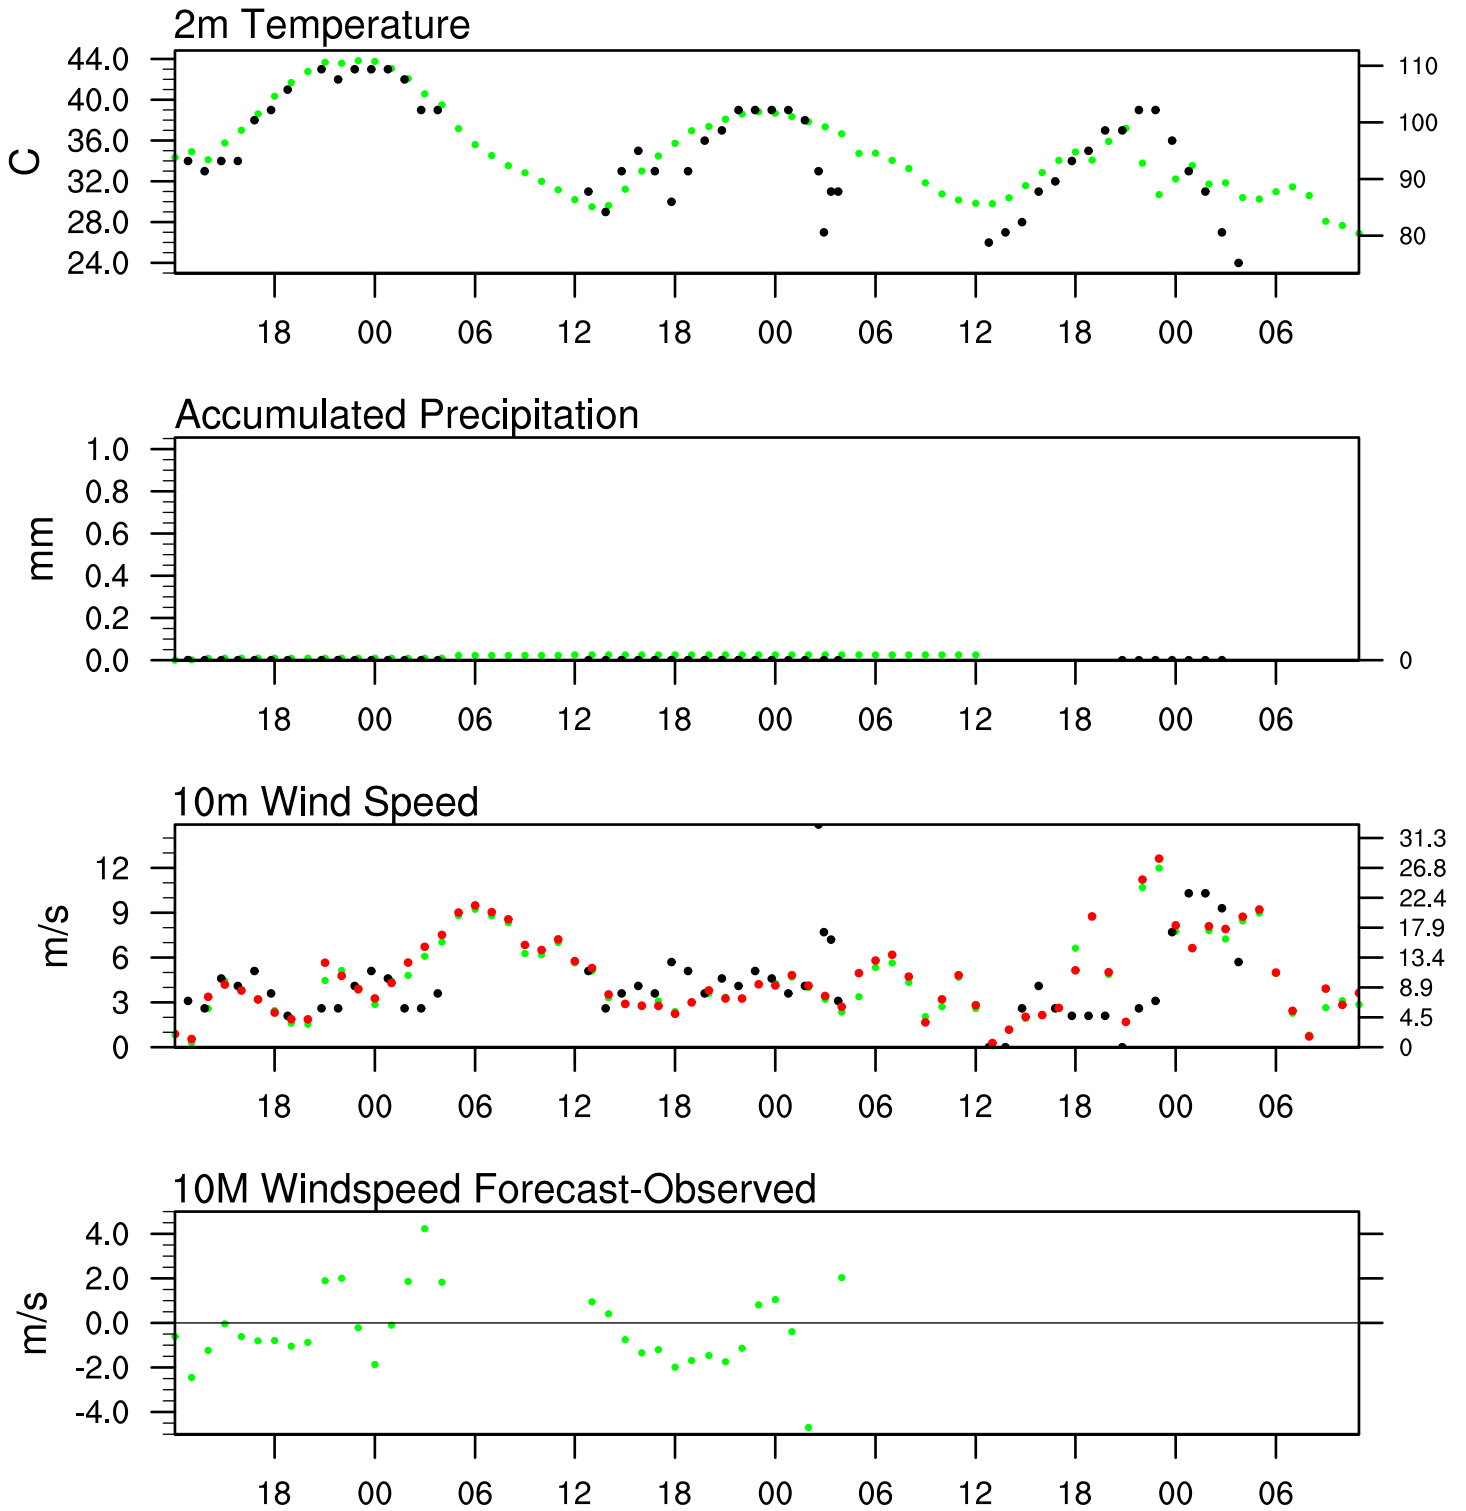 2m Temperature
44.0
40.0
36.0
32.0
28.0
24.0
C
110
100
90
80
18 00 06 12 18 00 06 12 18 00 06
Accumulated Precipitation
1.0
0.8
0.6
0.4
0.2
0.0
mm
0
18 00 06 12 18 00 06 12 18 00 06
10m Wind Speed
12
9
6
3
0
m/s
31.3
26.8
22.4
17.9
13.4
8.9
4.5
0
18 00 06 12 18 00 06 12 18 00 06
10M Windspeed Forecast-Observed
4.0
2.0
0.0
-2.0
-4.0
m/s
18 00 06 12 18 00 06 12 18 00 06